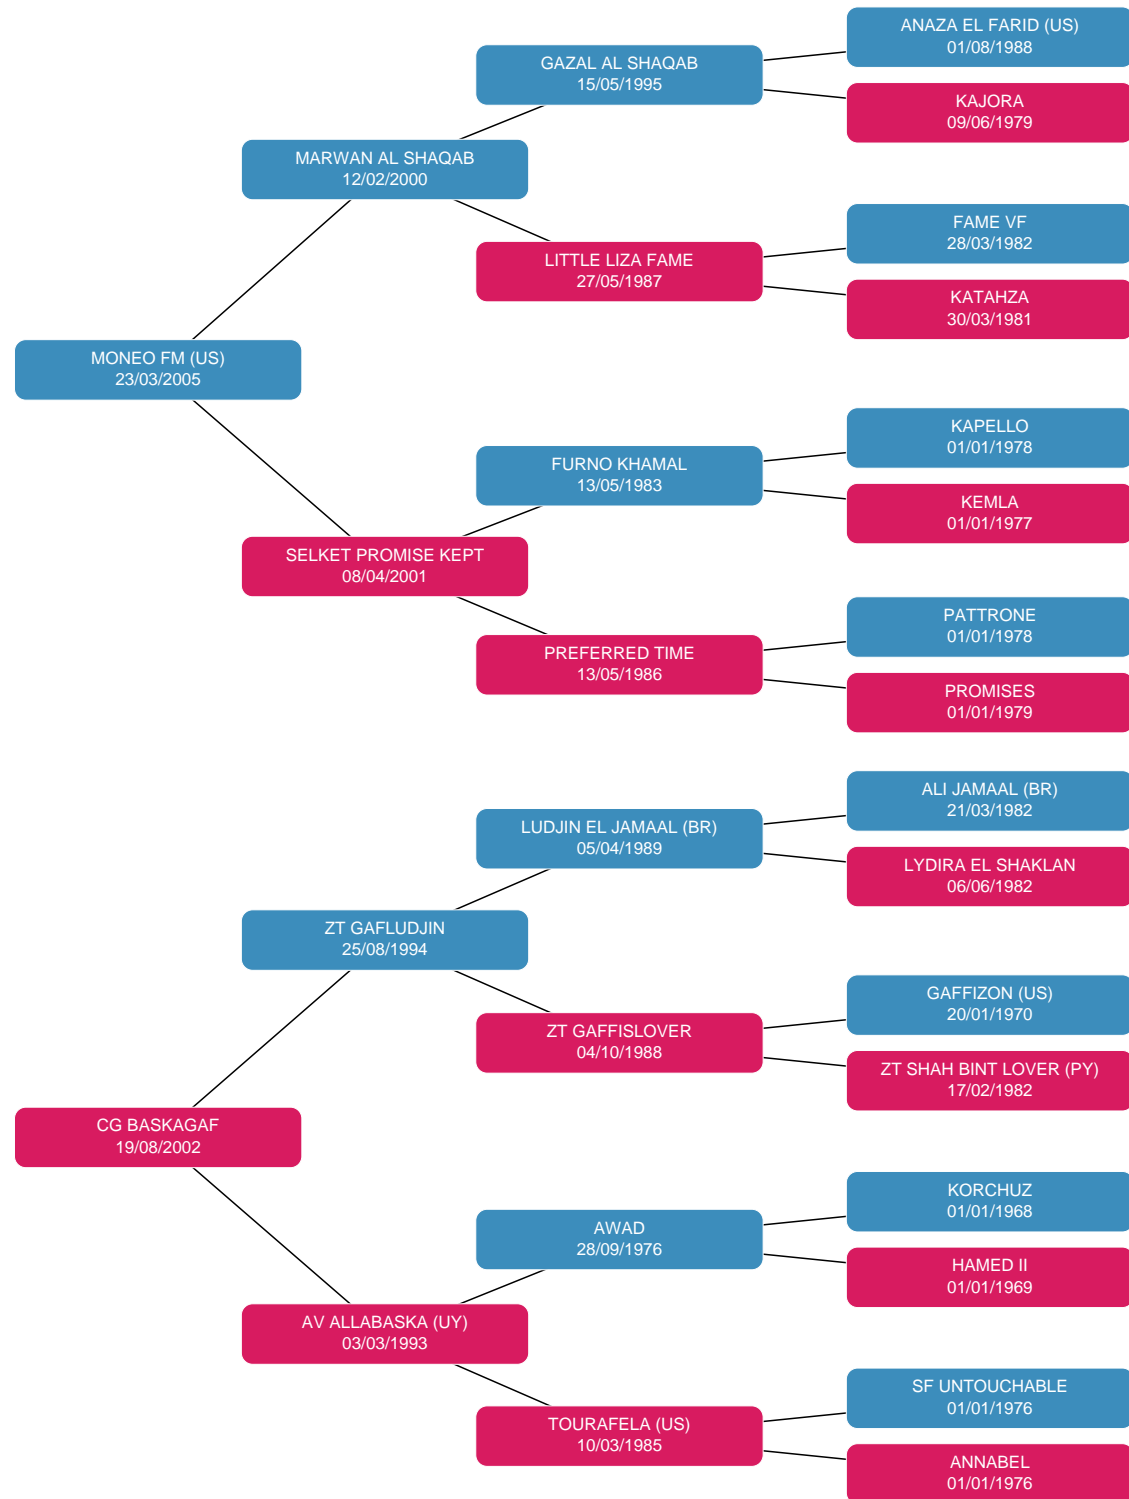 ANAZA EL FARID (US)
01/08/1988
GAZAL AL SHAQAB
15/05/1995
KAJORA
09/06/1979
MARWAN AL SHAQAB
12/02/2000
FAME VF
28/03/1982
LITTLE LIZA FAME
27/05/1987
KATAHZA
30/03/1981
MONEO FM (US)
23/03/2005
KAPELLO
01/01/1978
FURNO KHAMAL
13/05/1983
KEMLA
01/01/1977
SELKET PROMISE KEPT
08/04/2001
PATTRONE
01/01/1978
PREFERRED TIME
13/05/1986
PROMISES
01/01/1979
ALI JAMAAL (BR)
21/03/1982
LUDJIN EL JAMAAL (BR)
05/04/1989
LYDIRA EL SHAKLAN
06/06/1982
ZT GAFLUDJIN
25/08/1994
GAFFIZON (US)
20/01/1970
ZT GAFFISLOVER
04/10/1988
ZT SHAH BINT LOVER (PY)
17/02/1982
CG BASKAGAF
19/08/2002
KORCHUZ
01/01/1968
AWAD
28/09/1976
HAMED II
01/01/1969
AV ALLABASKA (UY)
03/03/1993
SF UNTOUCHABLE
01/01/1976
TOURAFELA (US)
10/03/1985
ANNABEL
01/01/1976